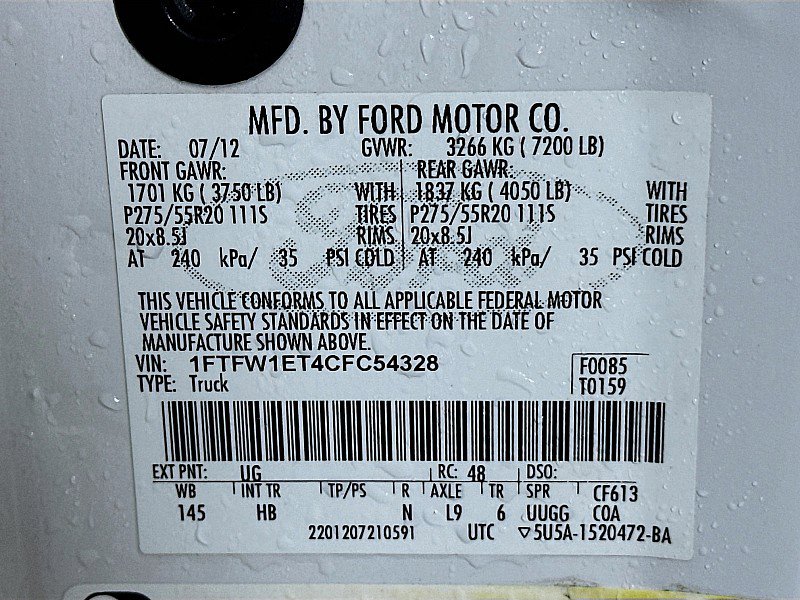 MFD. BY FORD MOTOR CO.
DATE: 07/12 GVWR: 3266 KG ( 7200 LB)
FRONT GAWR: REAR GAWR:
1701 KG ( 3750 LB) WITH 1837 KG ( 4050 LB) WITH
P275/55R20 111S TIRES P275/55R20 111S TIRES
20x8.5J RIMS 20x8.5J RIMS
AT 240 kPa/ 35 PSI COLD AT 240 kPa/ 35 PSI COLD
THIS VEHICLE CONFORMS TO ALL APPLICABLE FEDERAL MOTOR
VEHICLE SAFETY STANDARDS IN EFFECT ON THE DATE OF
MANUFACTURE SHOWN ABOVE.
VIN: 1FTFW1ET4CFC54328 F0085
TYPE: Truck T0159
EXT PNT: UG RC: 48 DSO:
WB INT TR TP/PS R AXLE TR SPR CF613
145 HB N L9 6 UUGG COA
2201207210591 UTC ▽5U5A-1520472-BA